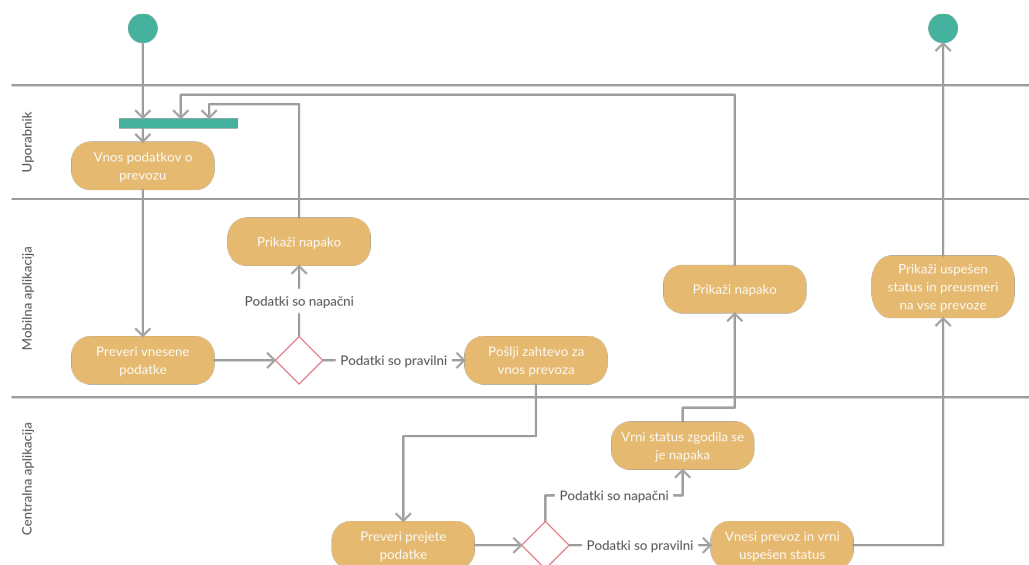 Uporabnik
Vnos podatkov o
prevozu
Mobilna aplikacija
Prikaži napako
Podatki so napačni
Preveri vnesene
podatke
Podatki so pravilni
Pošlji zahtevo za
vnos prevoza
Prikaži napako
Prikaži uspešen
status in preusmeri
na vse prevoze
Centralna aplikacija
Preveri prejete
podatke
Podatki so napačni
Vrni status zgodila se
je napaka
Podatki so pravilni
Vnesi prevoz in vrni
uspešen status